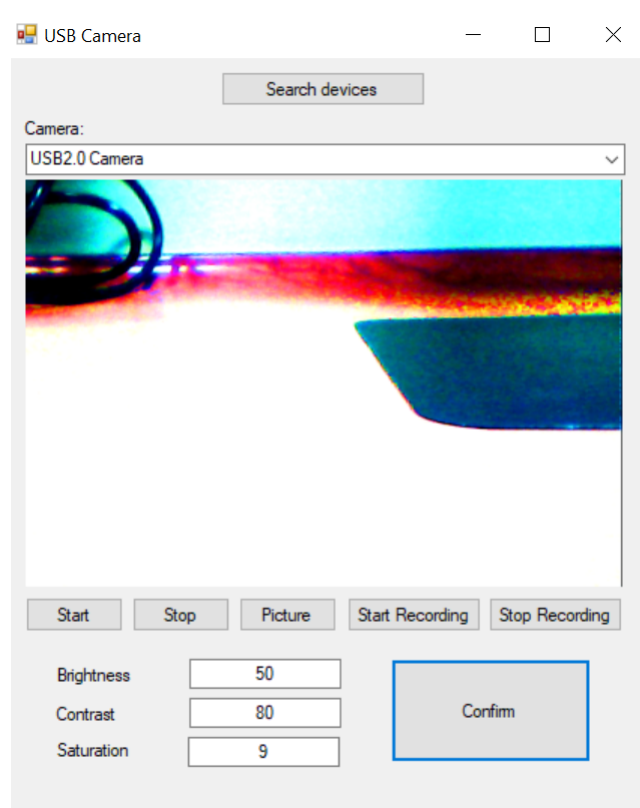 USB Camera
Search devices
Camera:
USB2.0 Camera
Start Stop Picture Start Recording Stop Recording
Brightness 50
Contrast 80
Saturation 9
Confirm